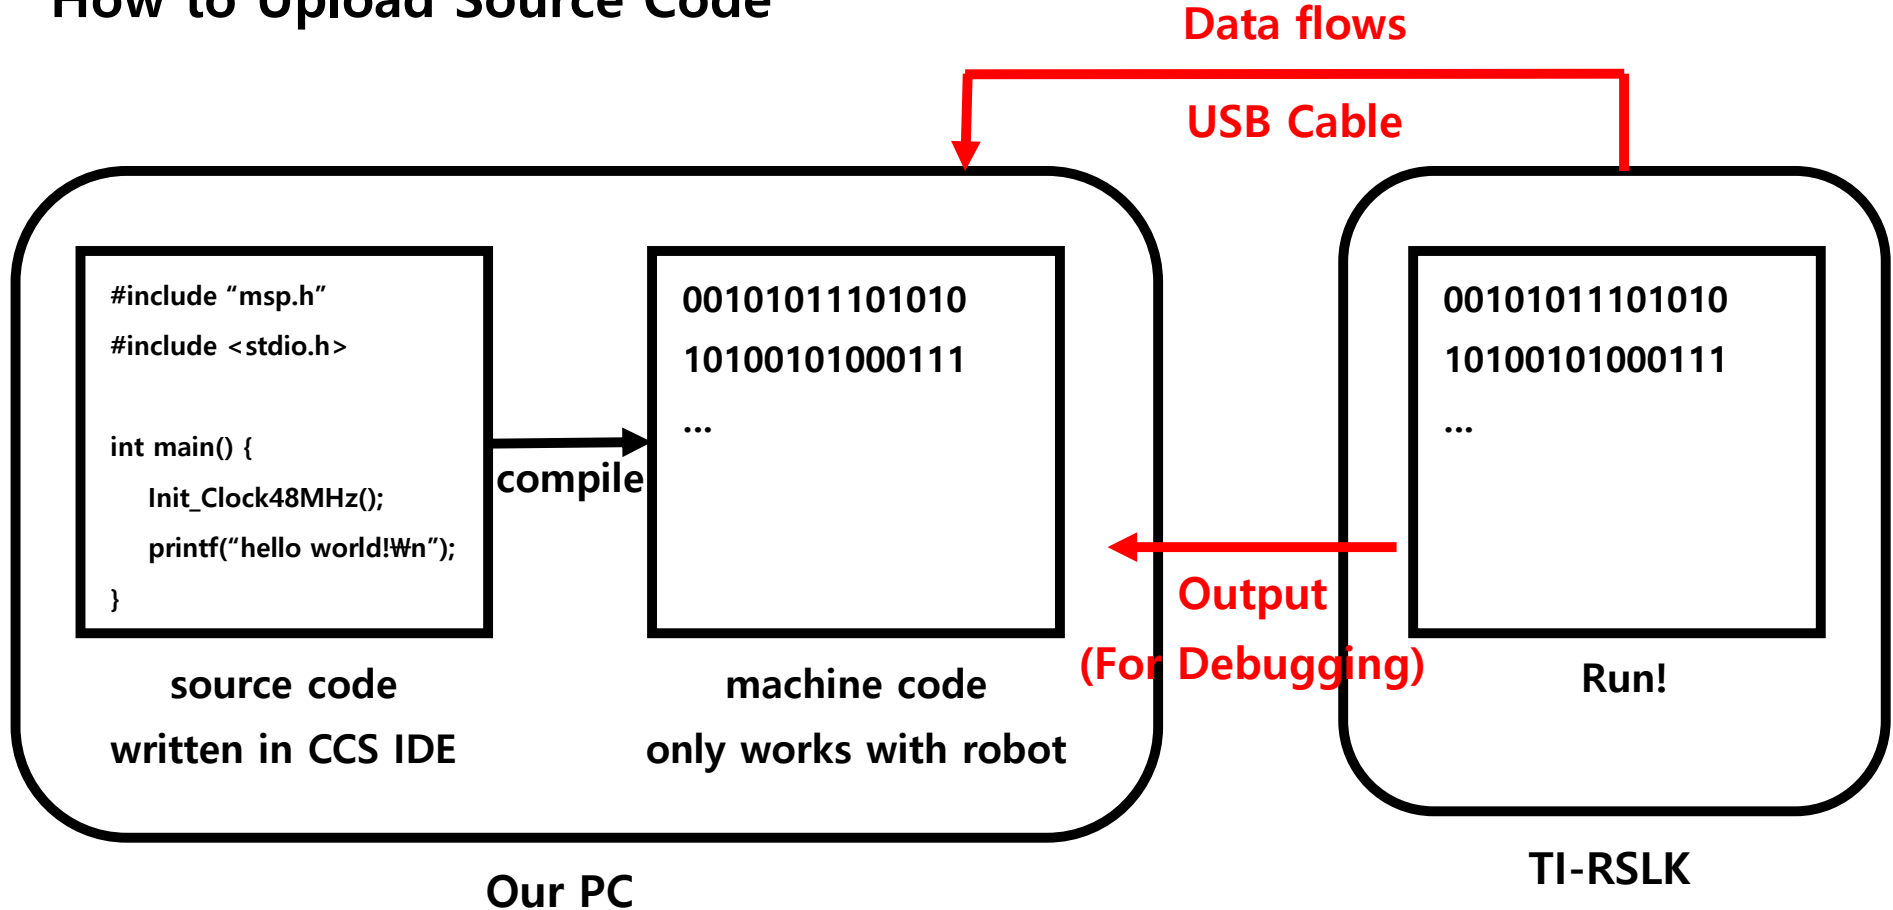 How to Upload Source Code
Data flows
USB Cable
#include “msp.h”
#include <stdio.h>
int main() {
Init_Clock48MHz();
printf(“hello world!₩n”);
}
compile
00101011101010
10100101000111
...
00101011101010
10100101000111
...
Output
(For Debugging)
source code
written in CCS IDE
machine code
only works with robot
Run!
Our PC
TI-RSLK